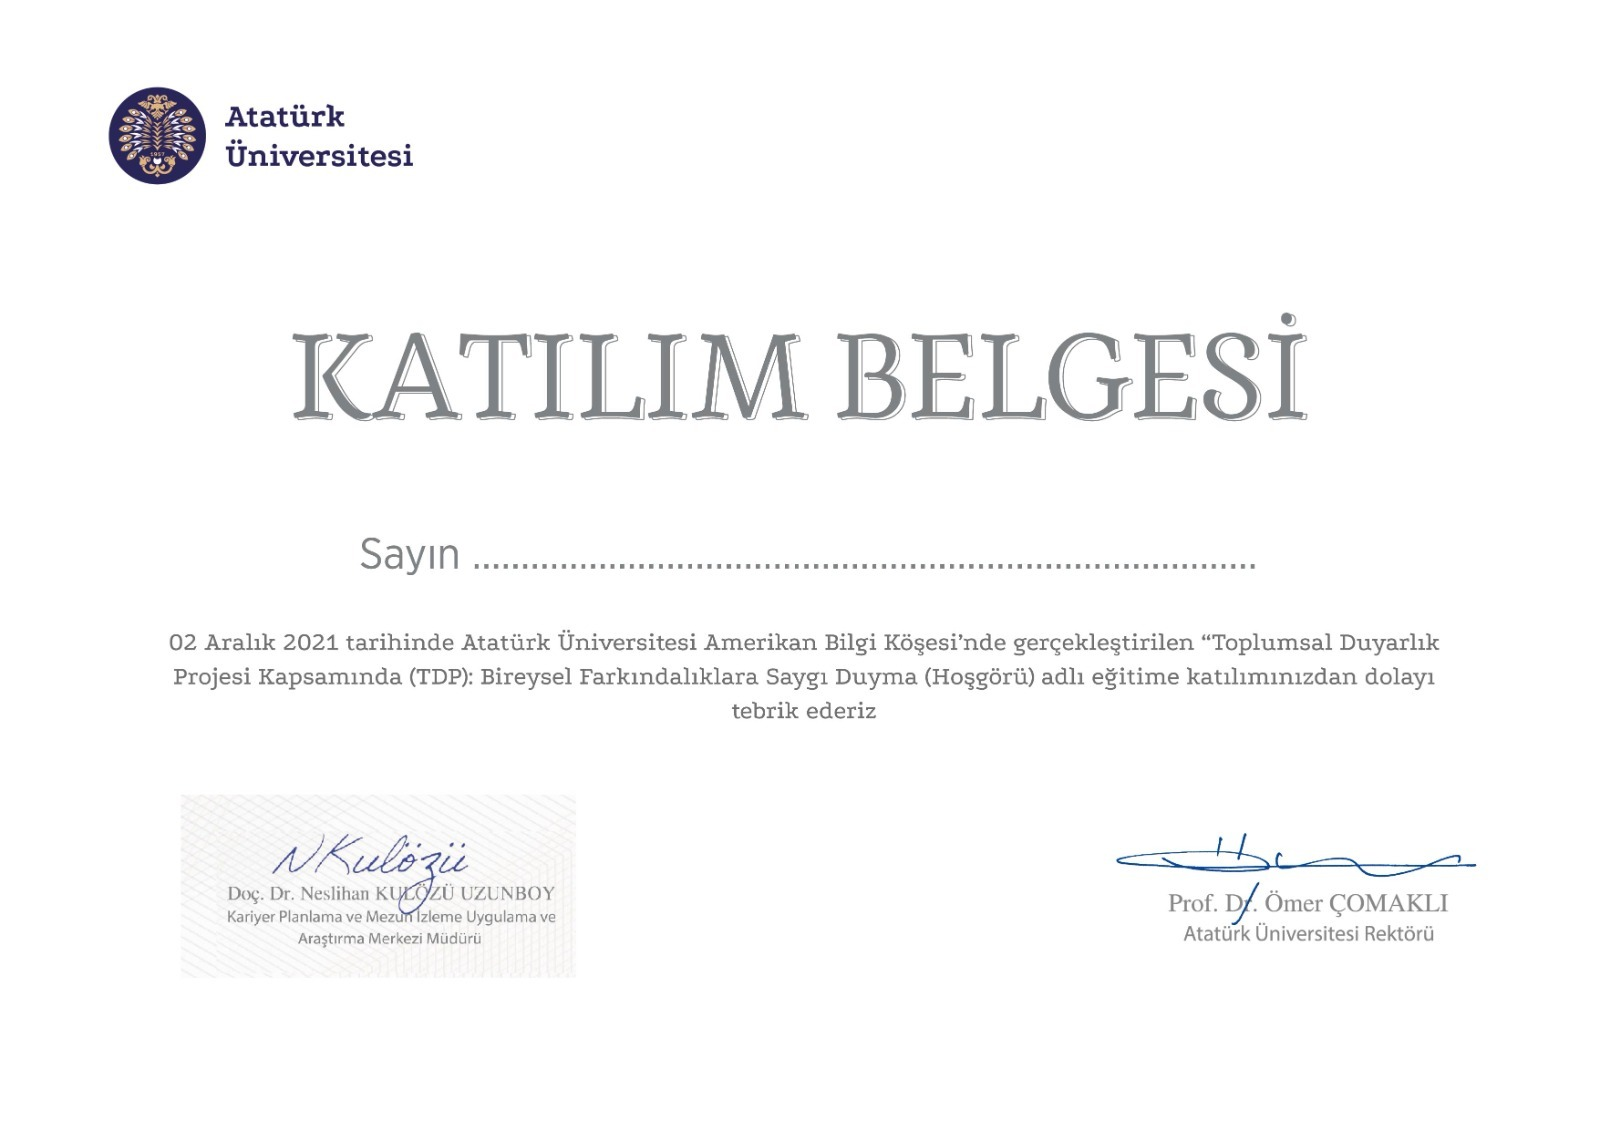 Atatürk
Üniversitesi
1957
KATILIM BELGESİ
Sayın ................................................................................
02 Aralık 2021 tarihinde Atatürk Üniversitesi Amerikan Bilgi Köşesi’nde gerçekleştirilen “Toplumsal Duyarlık
Projesi Kapsamında (TDP): Bireysel Farkındalıklara Saygı Duyma (Hoşgörü) adlı eğitime katılımınızdan dolayı
tebrik ederiz
NKulözü
Doç. Dr. Neslihan KULÖZÜ UZUNBOY
Kariyer Planlama ve Mezun İzleme Uygulama ve
Araştırma Merkezi Müdürü
Prof. Dr. Ömer ÇOMAKLI
Atatürk Üniversitesi Rektörü